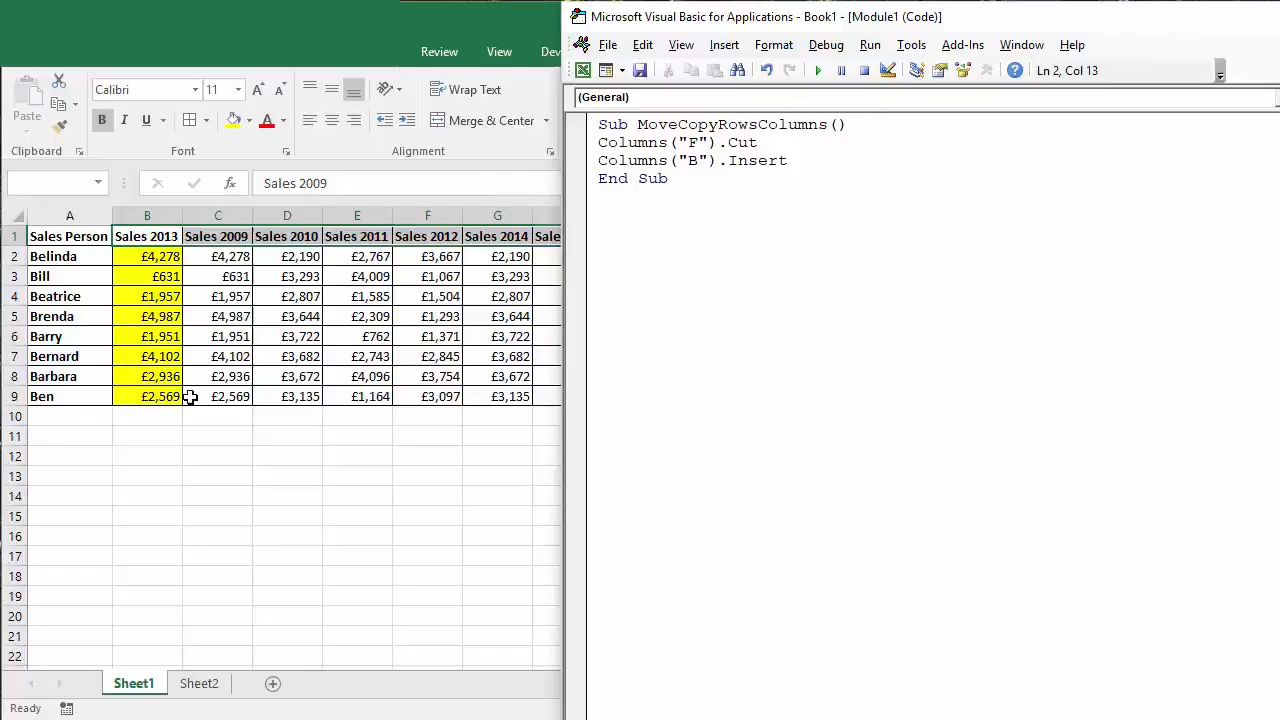 Microsoft Visual Basic for Applications - Book1 - [Module1 (Code)]
Review View
File Edit View Insert Format Debug Run Tools Add-Ins Window Help
Ln 2, Col 13
Paste
Calibri 11
B I U
Wrap Text
Merge & Center
Clipboard Font Alignment
(General)
Sub MoveCopyRowsColumns()
Columns("F").Cut
Columns("B").Insert
End Sub
fx Sales 2009
A B C D E F G
1 Sales Person Sales 2013 Sales 2009 Sales 2010 Sales 2011 Sales 2012 Sales 2014 Sale
2 Belinda £4,278 £4,278 £2,190 £2,767 £3,667 £2,190
3 Bill £631 £631 £3,293 £4,009 £1,067 £3,293
4 Beatrice £1,957 £1,957 £2,807 £1,585 £1,504 £2,807
5 Brenda £4,987 £4,987 £3,644 £2,309 £1,293 £3,644
6 Barry £1,951 £1,951 £3,722 £762 £1,371 £3,722
7 Bernard £4,102 £4,102 £3,682 £2,743 £2,845 £3,682
8 Barbara £2,936 £2,936 £3,672 £4,096 £3,754 £3,672
9 Ben £2,569 £2,569 £3,135 £1,164 £3,097 £3,135
10
11
12
13
14
15
16
17
18
19
20
21
22
Sheet1 Sheet2
Ready